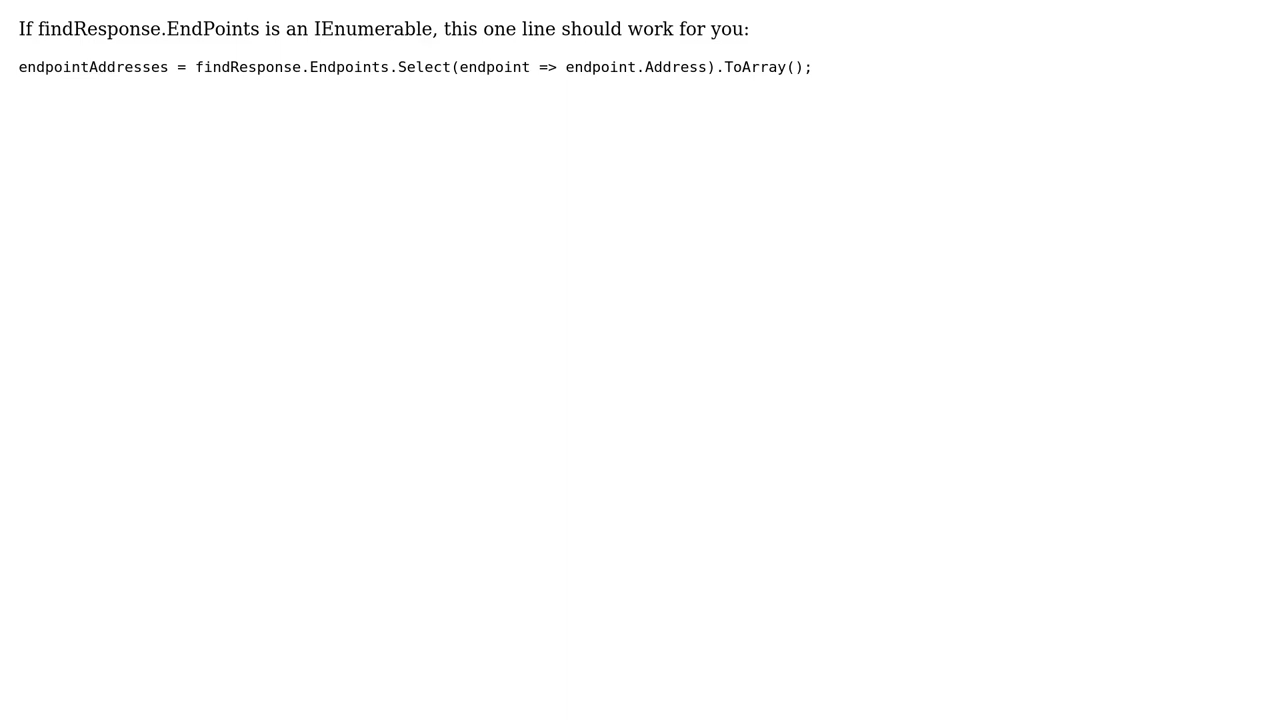 If findResponse.EndPoints is an IEnumerable, this one line should work for you:
endpointAddresses = findResponse.Endpoints.Select(endpoint => endpoint.Address).ToArray();